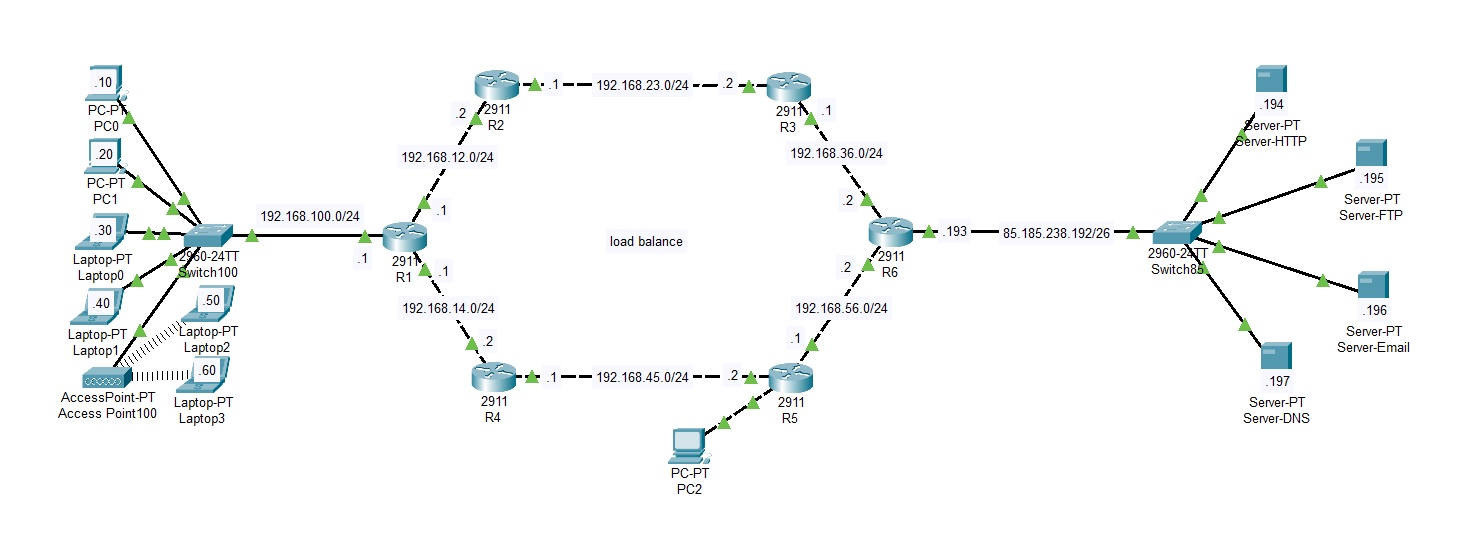 .10
PC-PT
PC0
.20
PC-PT
PC1
.30
Laptop-PT
Laptop0
.40
Laptop-PT
Laptop1
.50
Laptop-PT
Laptop2
.60
Laptop-PT
Laptop3
AccessPoint-PT
Access Point100
2960-24TT
Switch100
192.168.100.0/24
.1
2911
R1
.1
192.168.12.0/24
.2
2911
R2
.1
192.168.23.0/24
.2
2911
R3
.1
192.168.36.0/24
.2
load balance
.1
192.168.14.0/24
.2
2911
R4
.1
192.168.45.0/24
.2
2911
R5
PC-PT
PC2
.1
192.168.56.0/24
.2
2911
R6
.193
85.185.238.192/26
2960-24TT
Switch85
.194
Server-PT
Server-HTTP
.195
Server-PT
Server-FTP
.196
Server-PT
Server-Email
.197
Server-PT
Server-DNS